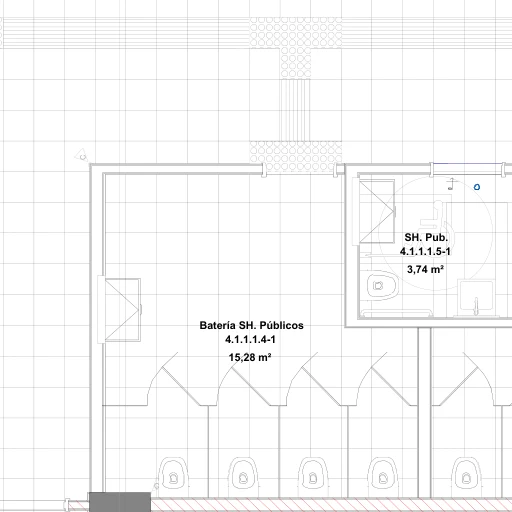 SH. Pub.
4.1.1.1.5-1
3,74 m²
Batería SH. Públicos
4.1.1.1.4-1
15,28 m²